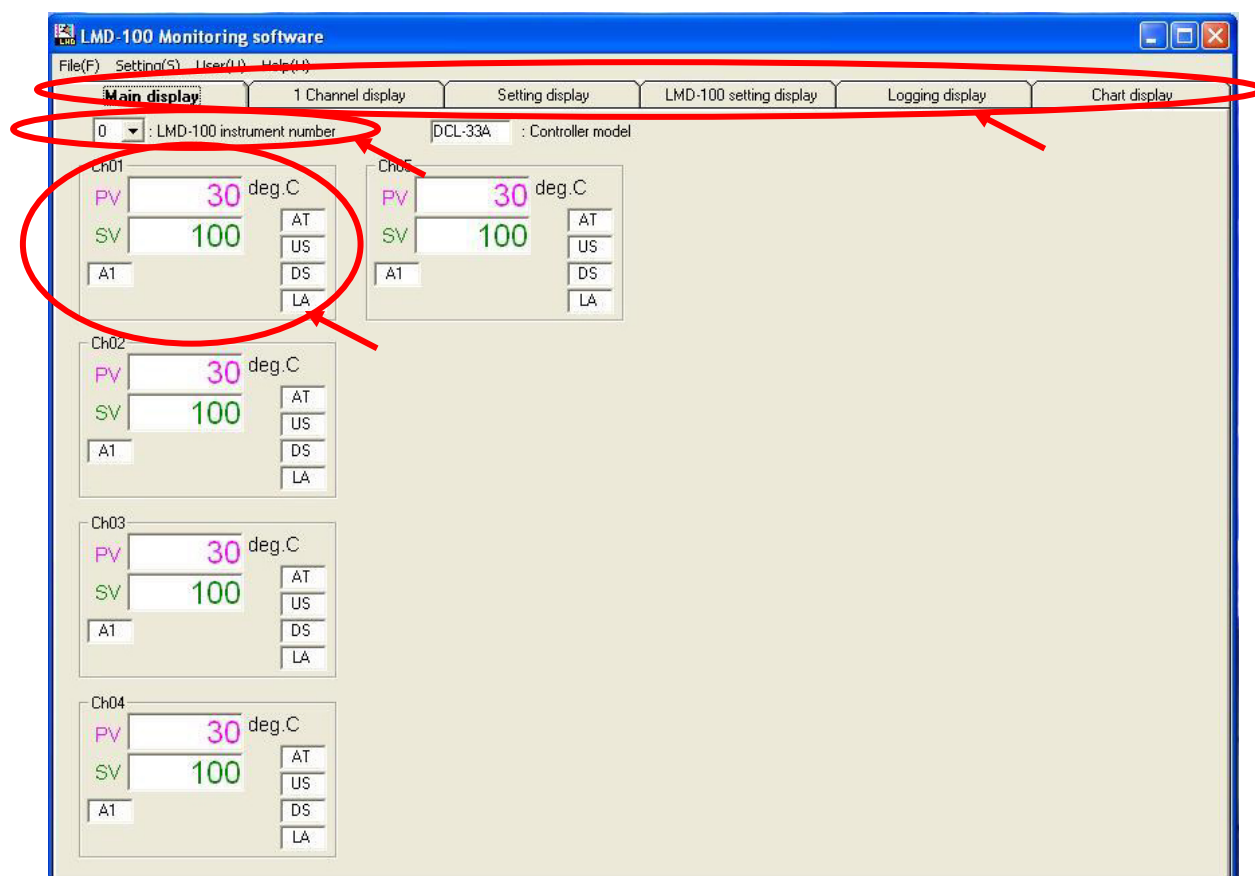 LMD-100 Monitoring software
File(F) Setting(S) User(U) Help(H)
Main display 1 Channel display Setting display LMD-100 setting display Logging display Chart display
0 : LMD-100 instrument number DCL-33A : Controller model
Ch01 Ch05
PV 30 deg.C PV 30 deg.C
AT AT
SV 100 SV 100
US US
A1 DS A1 DS
LA LA
Ch02
PV 30 deg.C
AT
SV 100
US
A1 DS
LA
Ch03
PV 30 deg.C
AT
SV 100
US
A1 DS
LA
Ch04
PV 30 deg.C
AT
SV 100
US
A1 DS
LA